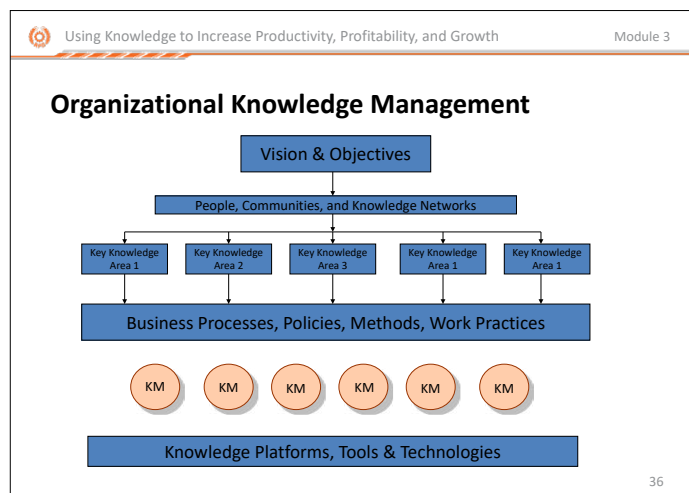 Using Knowledge to Increase Productivity, Profitability, and Growth
Module 3
Organizational Knowledge Management
Vision & Objectives
People, Communities, and Knowledge Networks
Key Knowledge
Area 1
Key Knowledge
Area 2
Key Knowledge
Area 3
Key Knowledge
Area 1
Key Knowledge
Area 1
Business Processes, Policies, Methods, Work Practices
KM
KM
KM
KM
KM
KM
Knowledge Platforms, Tools & Technologies
36